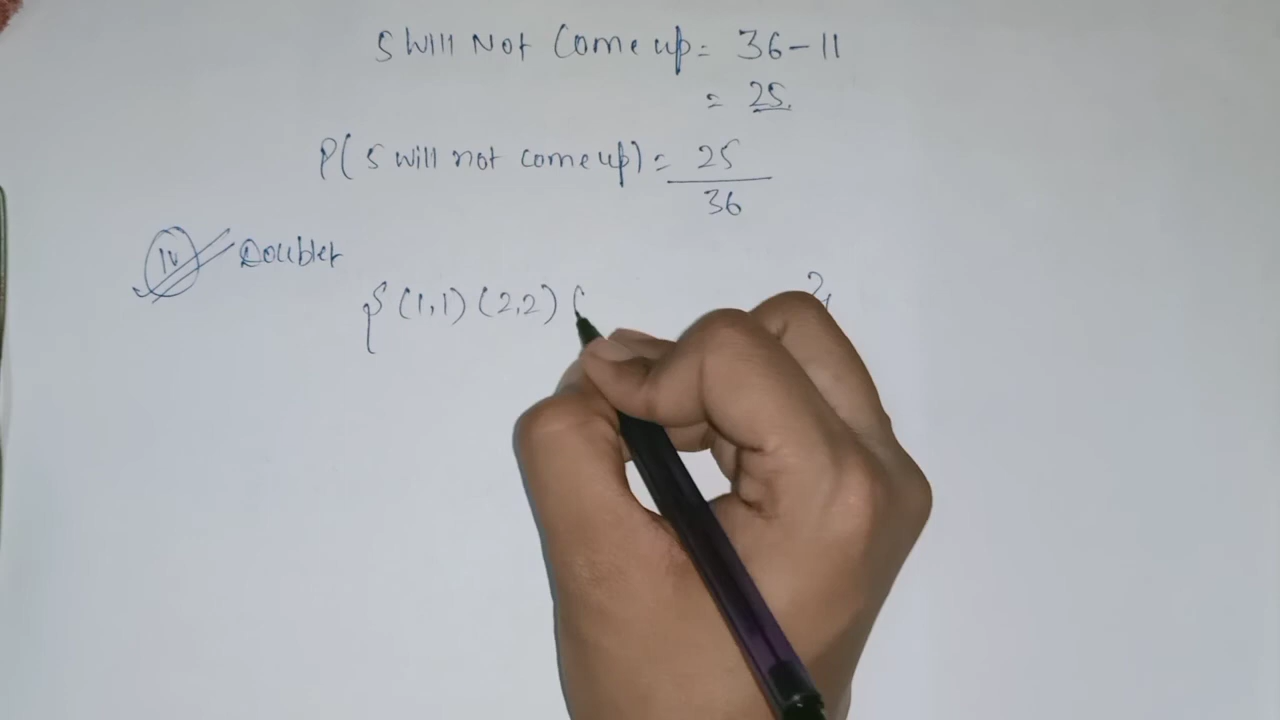 5 Will Not Come up = 36 - 11
= 25.
P( 5 will not come up) = 25
36
iv Doublet
{ (1,1) (2,2) (